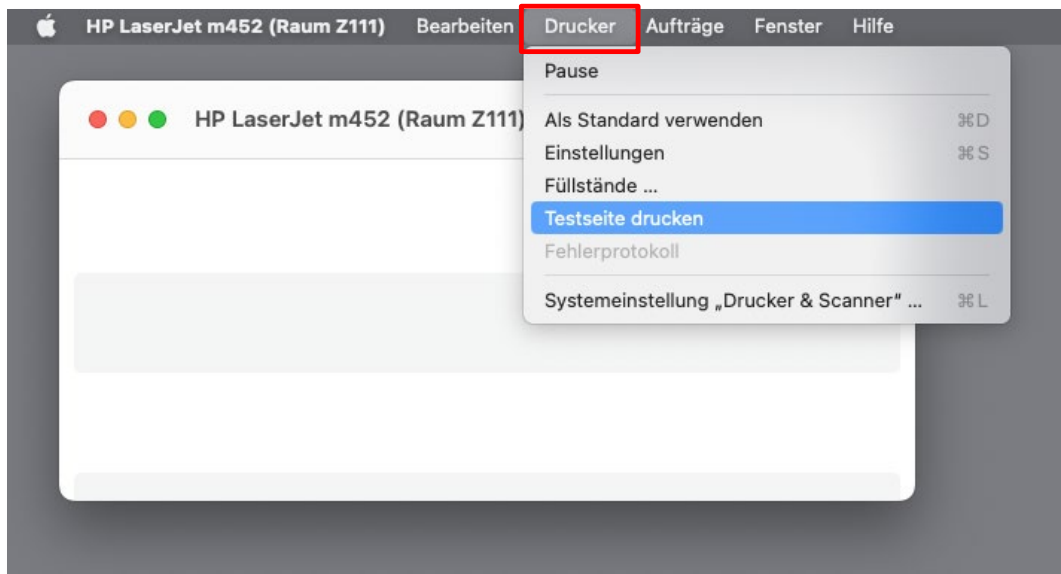 HP LaserJet m452 (Raum Z111) Bearbeiten Drucker Aufträge Fenster Hilfe
HP LaserJet m452 (Raum Z111)
Pause
Als Standard verwenden ⌘D
Einstellungen ⌘S
Füllstände ...
Testseite drucken
Fehlerprotokoll
Systemeinstellung „Drucker & Scanner“ ... ⌘L